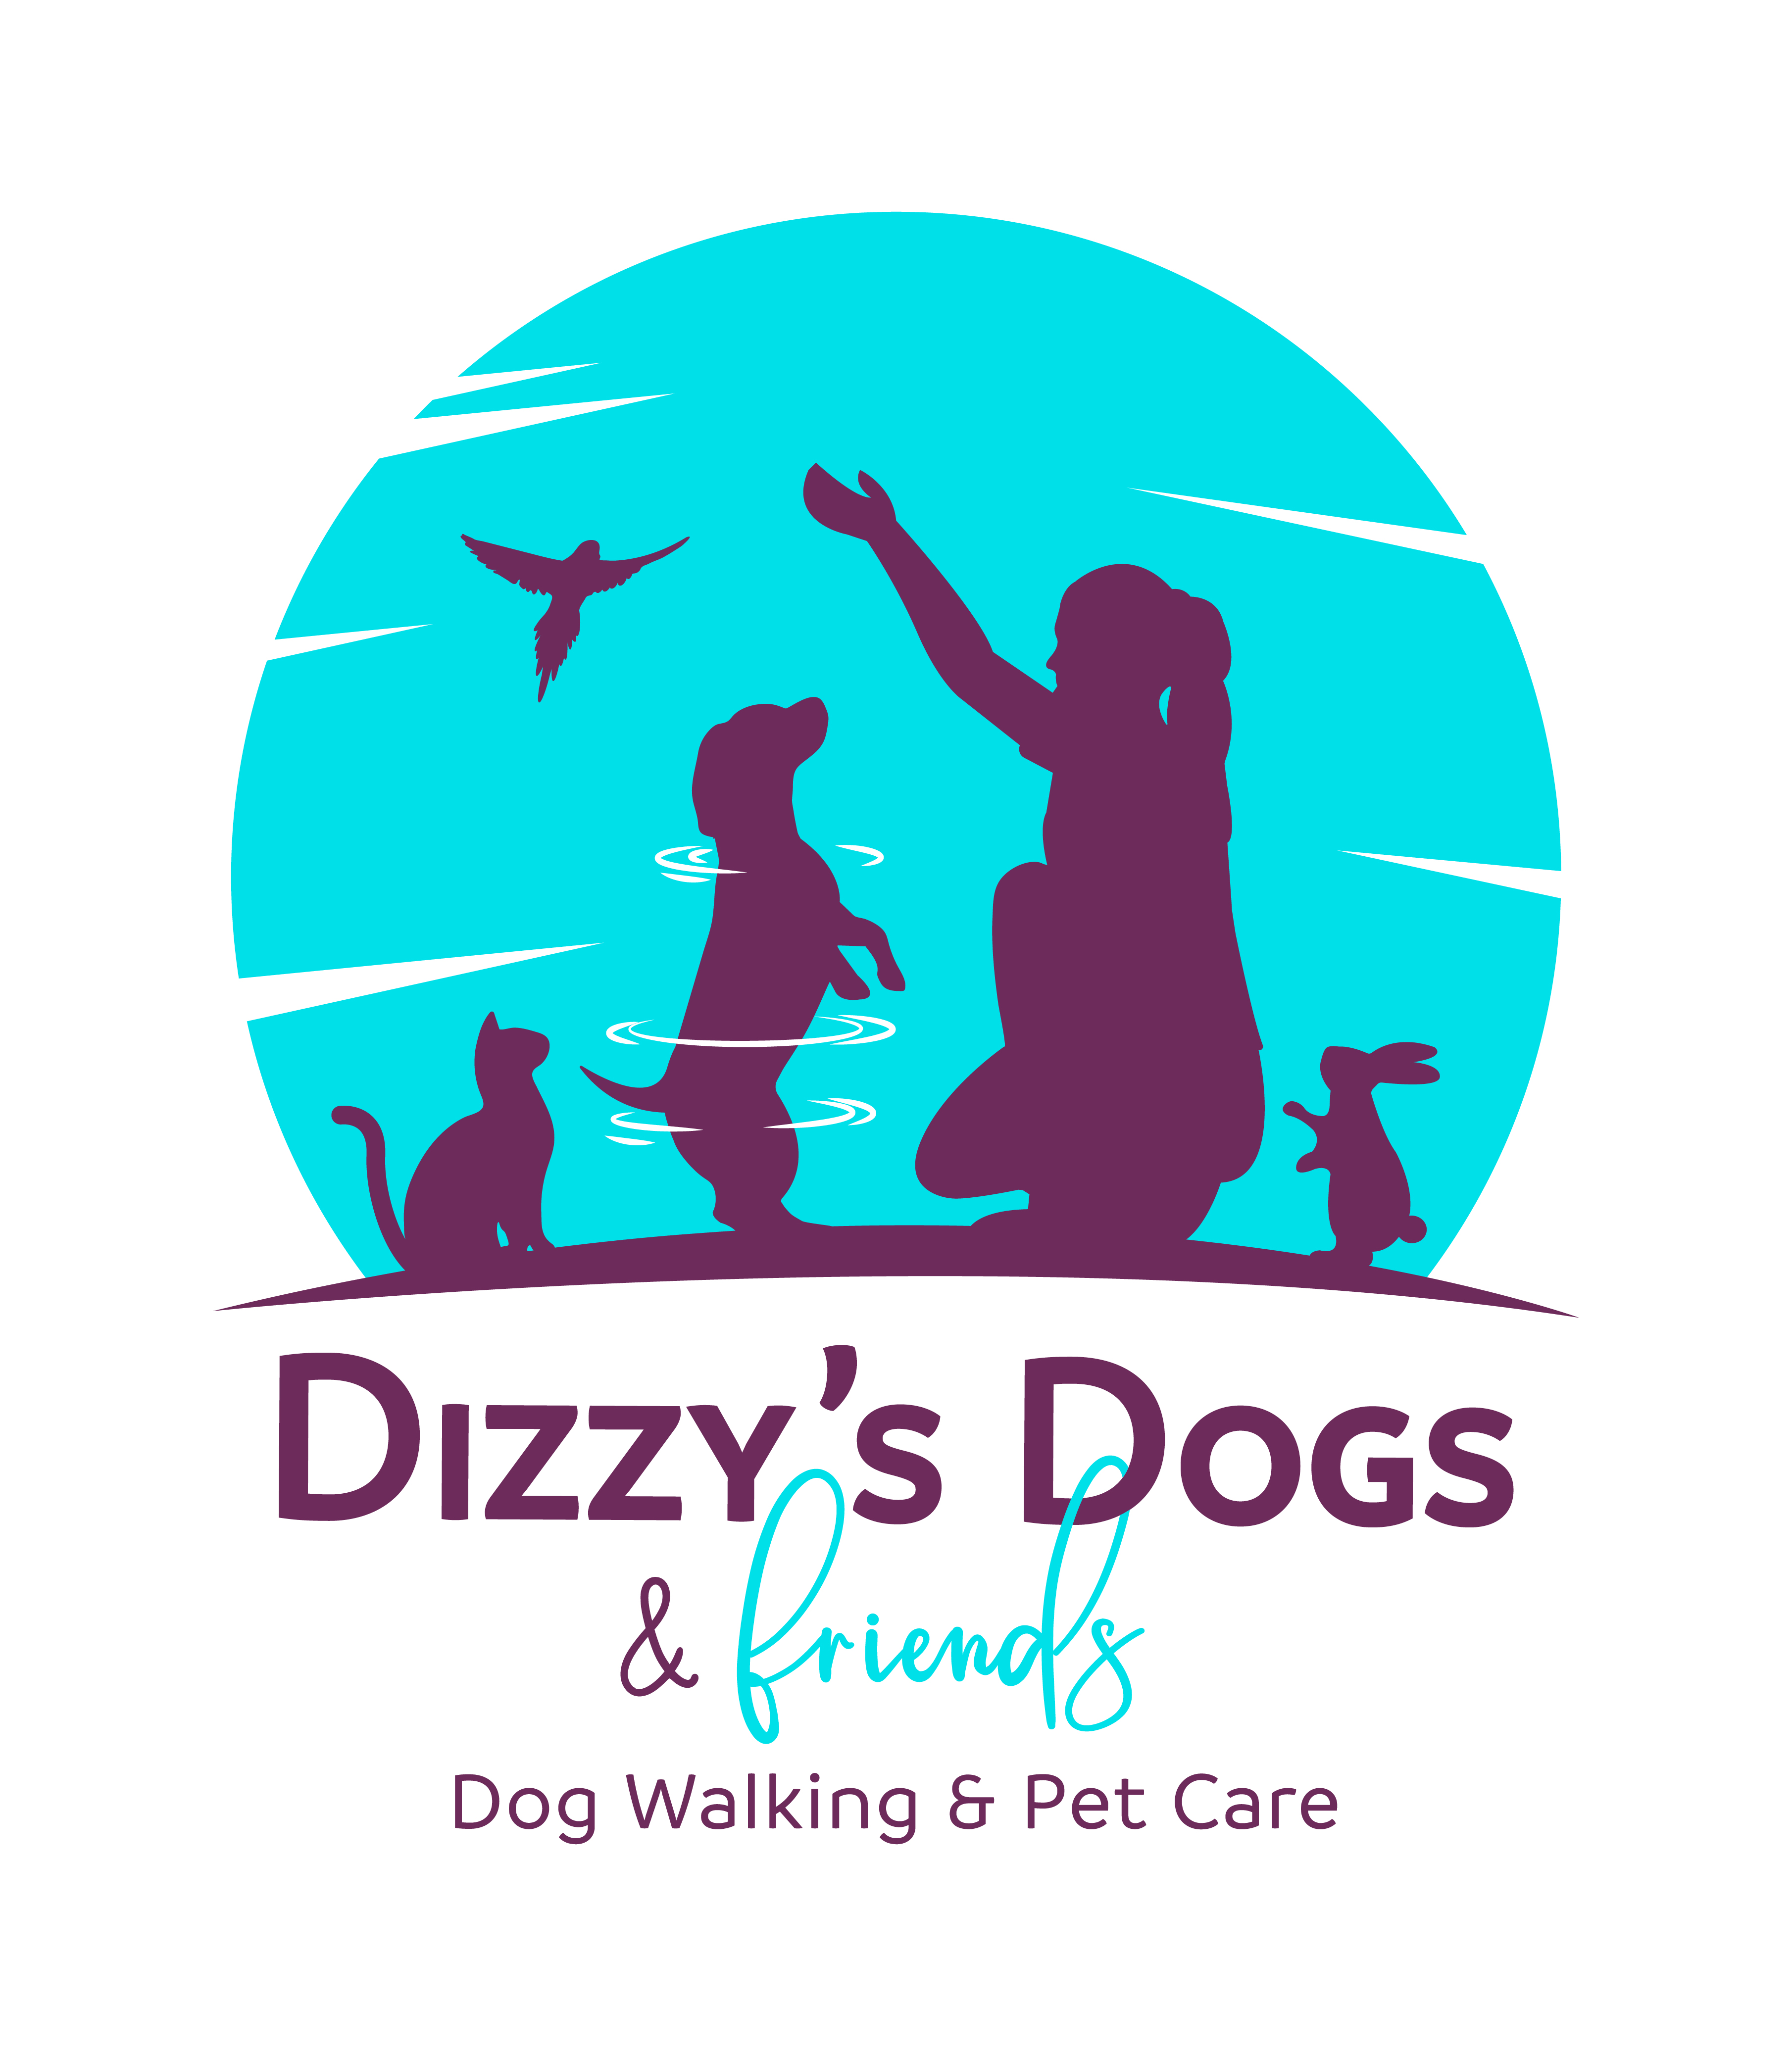 Dizzy's Dogs
& friends
Dog Walking & Pet Care